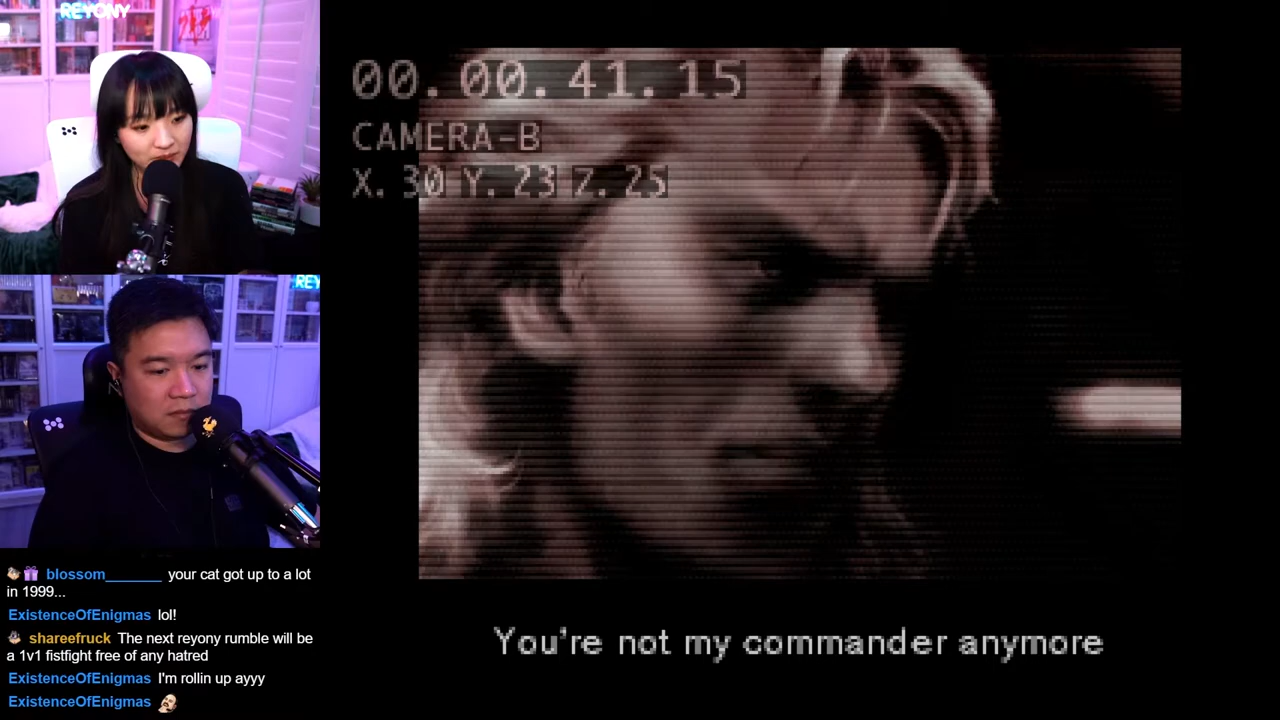 REYONY
REY
00.00.41.15
CAMERA-B
X. 30 Y. 23 Z. 25
You're not my commander anymore
blossom_______ your cat got up to a lot
in 1999...
ExistenceOfEnigmas lol!
shareefruck The next reyony rumble will be
a 1v1 fistfight free of any hatred
ExistenceOfEnigmas I'm rollin up ayyy
ExistenceOfEnigmas